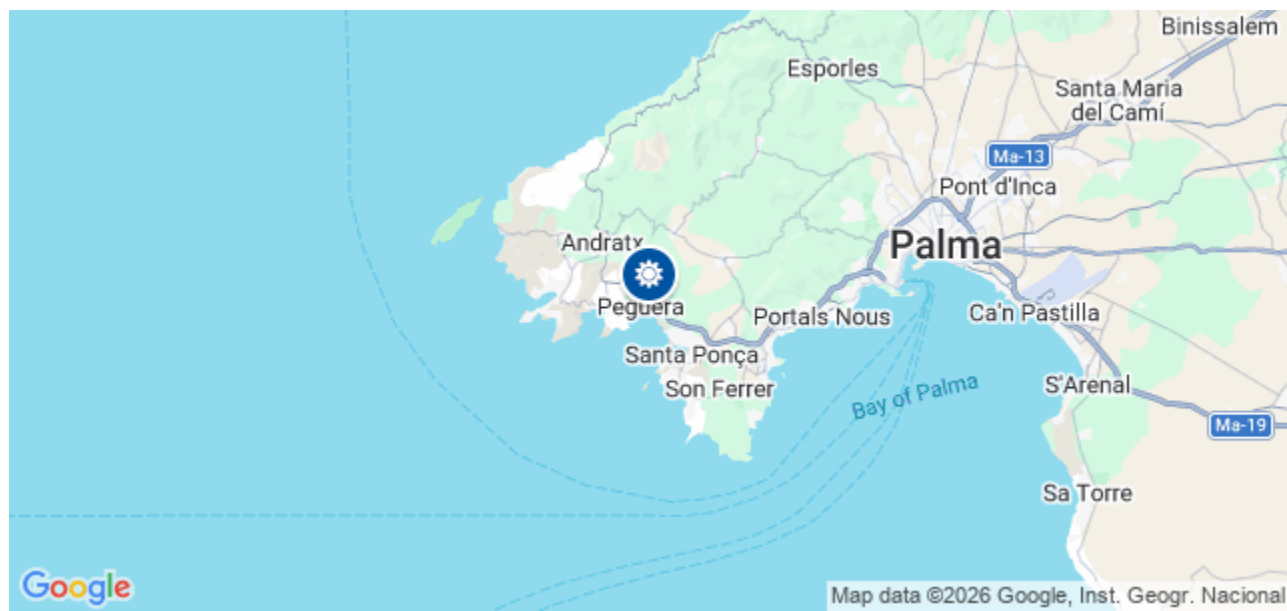 Binissalem
Esporles
Santa Maria
del Camí
Ma-13
Pont d'Inca
Andratx
Palma
Peguera
Portals Nous
Ca'n Pastilla
Santa Ponça
Son Ferrer
S'Arenal
Bay of Palma
Ma-19
Sa Torre
Google
Map data ©2026 Google, Inst. Geogr. Nacional